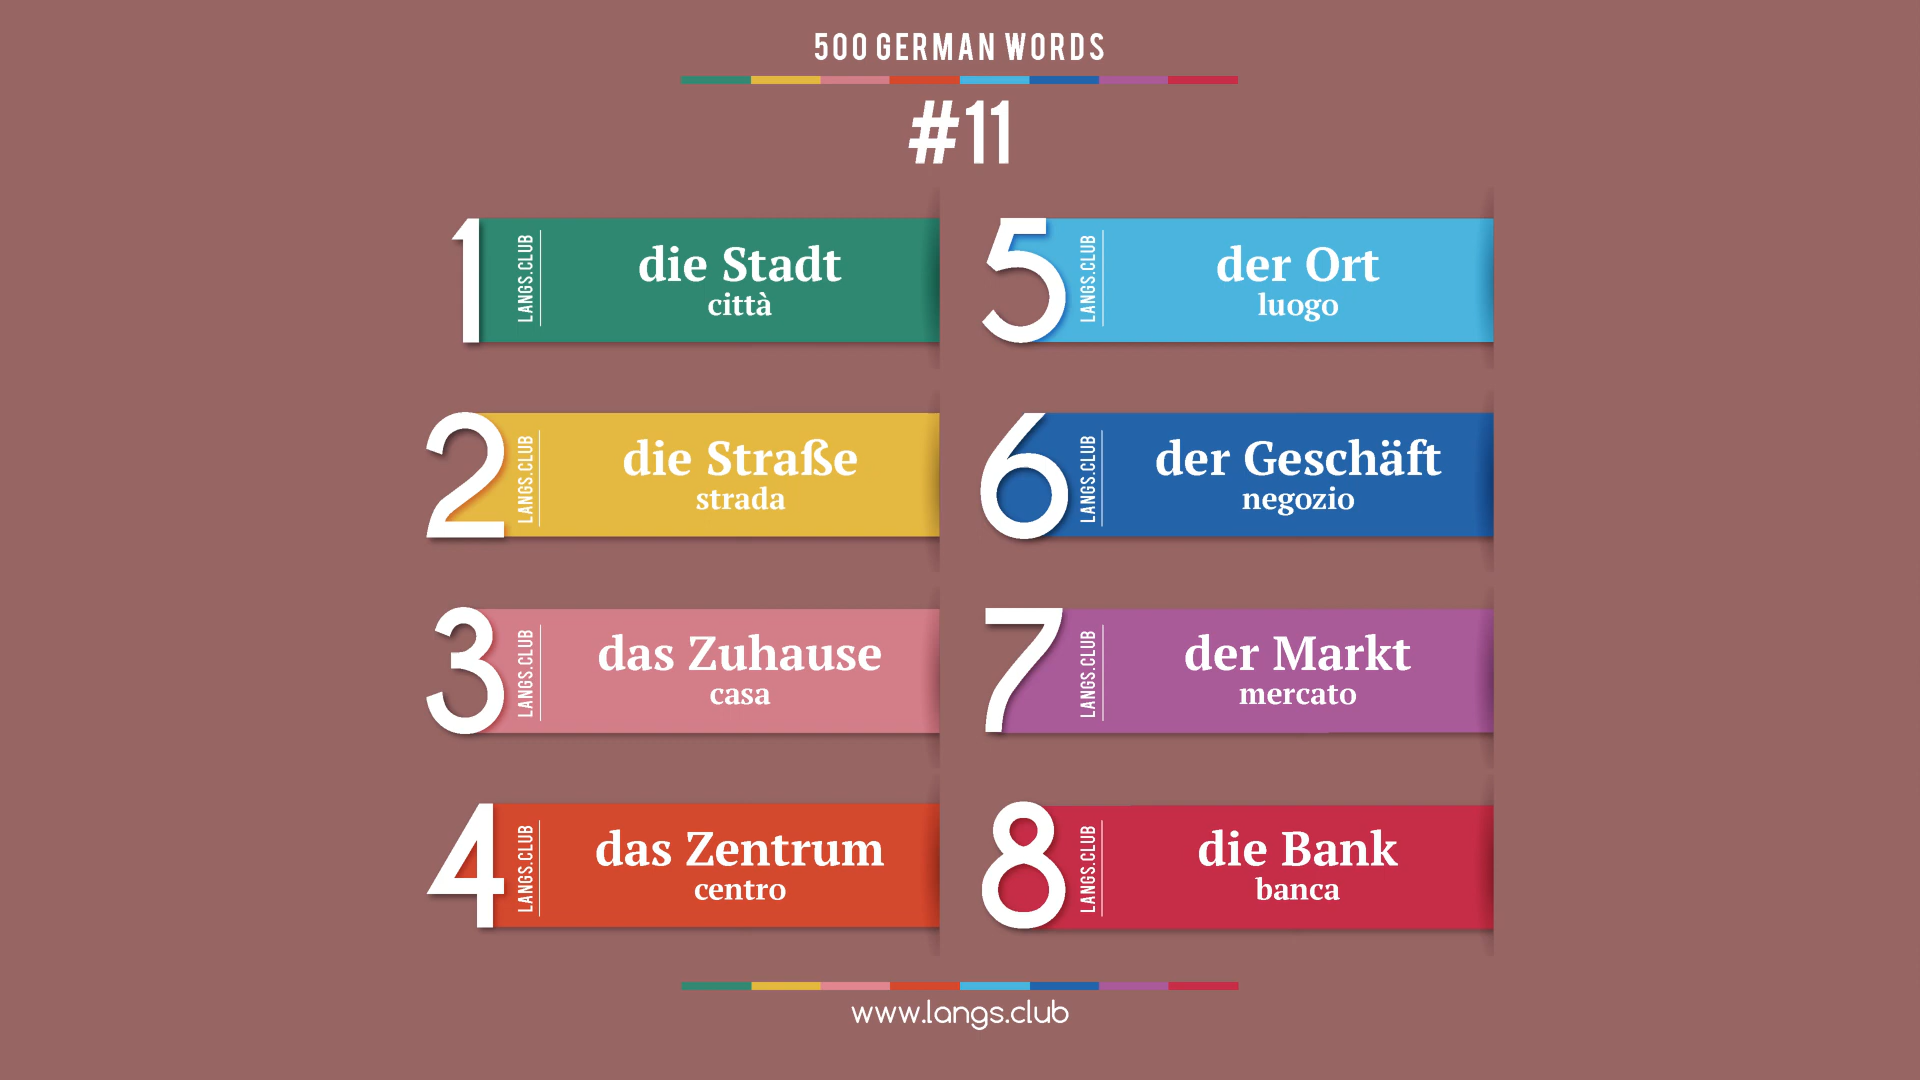 500 GERMAN WORDS
#11
1
LANGS.CLUB
die Stadt
città
2
LANGS.CLUB
die Straße
strada
3
LANGS.CLUB
das Zuhause
casa
4
LANGS.CLUB
das Zentrum
centro
5
LANGS.CLUB
der Ort
luogo
6
LANGS.CLUB
der Geschäft
negozio
7
LANGS.CLUB
der Markt
mercato
8
LANGS.CLUB
die Bank
banca
www.langs.club